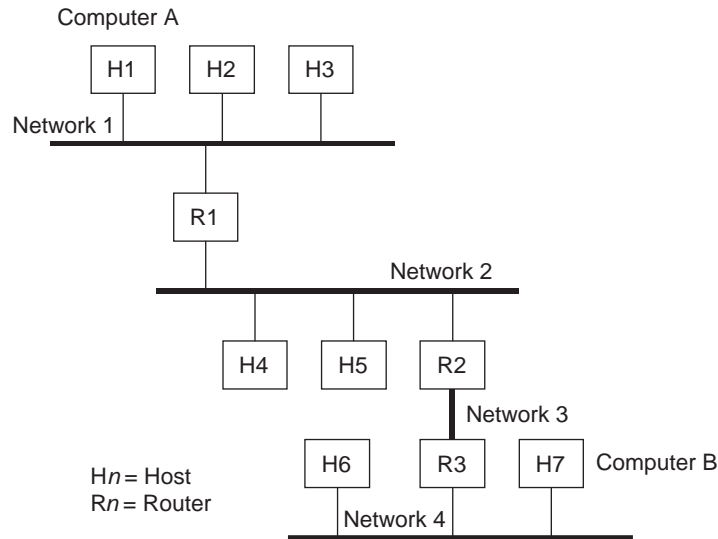 Computer A
H1 H2 H3
Network 1
R1
Network 2
H4 H5 R2
Network 3
H6 R3 H7 Computer B
Hn = Host
Rn = Router
Network 4